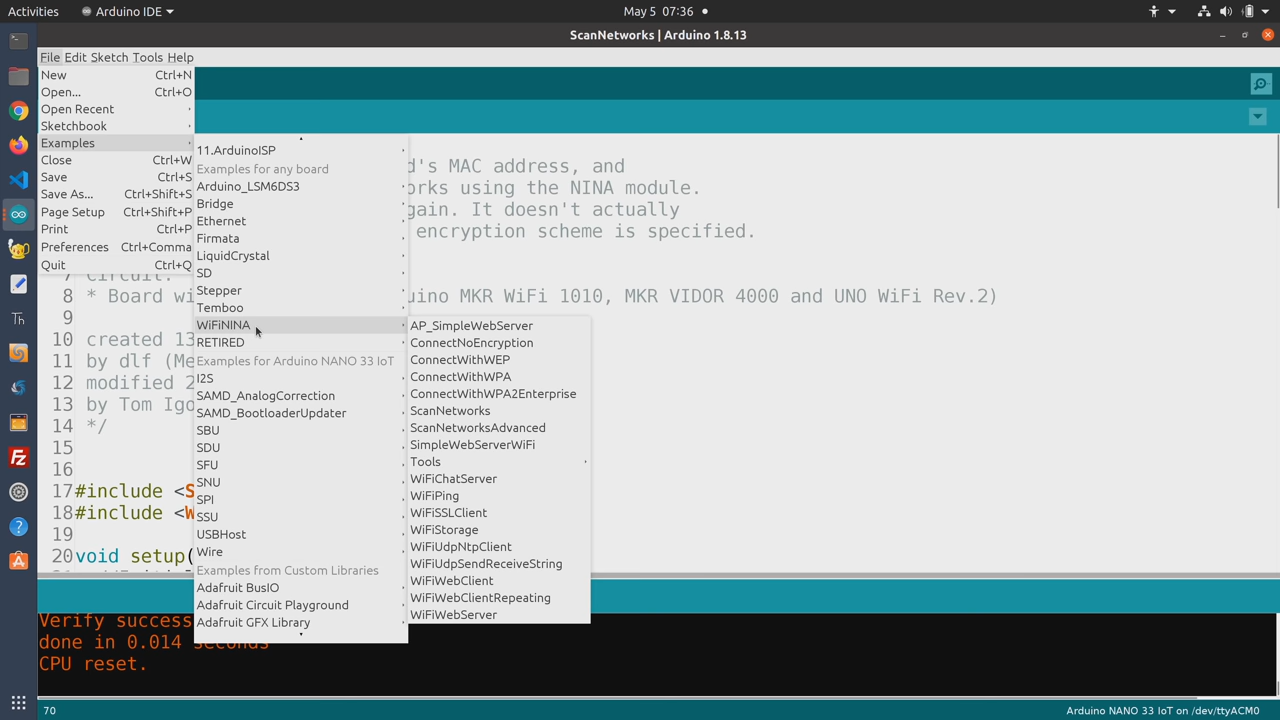 Activities Arduino IDE May 5 07:36
ScanNetworks | Arduino 1.8.13
File Edit Sketch Tools Help
New Ctrl+N
Open... Ctrl+O
Open Recent
Sketchbook
Examples
Close Ctrl+W
Save Ctrl+S
Save As... Ctrl+Shift+S
Page Setup Ctrl+Shift+P
Print Ctrl+P
Preferences Ctrl+Comma
Quit Ctrl+Q
11.ArduinoISP
Examples for any board
Arduino_LSM6DS3
Bridge
Ethernet
Firmata
LiquidCrystal
SD
Stepper
Temboo
WiFiNINA
RETIRED
Examples for Arduino NANO 33 IoT
I2S
SAMD_AnalogCorrection
SAMD_BootloaderUpdater
SBU
SDU
SFU
SNU
SPI
SSU
USBHost
Wire
Examples from Custom Libraries
Adafruit BusIO
Adafruit Circuit Playground
Adafruit GFX Library
AP_SimpleWebServer
ConnectNoEncryption
ConnectWithWEP
ConnectWithWPA
ConnectWithWPA2Enterprise
ScanNetworks
ScanNetworksAdvanced
SimpleWebServerWiFi
Tools
WiFiChatServer
WiFiPing
WiFiSSLClient
WiFiStorage
WiFiUdpNtpClient
WiFiUdpSendReceiveString
WiFiWebClient
WiFiWebClientRepeating
WiFiWebServer
d's MAC address, and
rks using the NINA module.
gain. It doesn't actually
encryption scheme is specified.
7 Circuit:
8 * Board wi uino MKR WiFi 1010, MKR VIDOR 4000 and UNO WiFi Rev.2)
9
10 created 13
11 by dlf (Me
12 modified 2
13 by Tom Igo
14 */
15
16
17 #include <S
18 #include <W
19
20 void setup(
Verify success
done in 0.014 seconds
CPU reset.
70 Arduino NANO 33 IoT on /dev/ttyACM0
Th
Fz
?
A